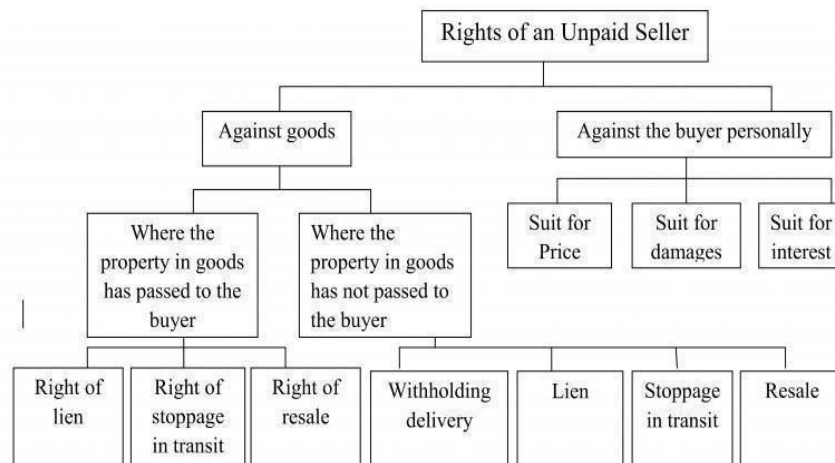 Rights of an Unpaid Seller
Against goods
Against the buyer personally
Where the
property in goods
has passed to the
buyer
Where the
property in goods
has not passed to
the buyer
Suit for
Price
Suit for
damages
Suit for
interest
Right of
lien
Right of
stoppage
in transit
Right of
resale
Withholding
delivery
Lien
Stoppage
in transit
Resale